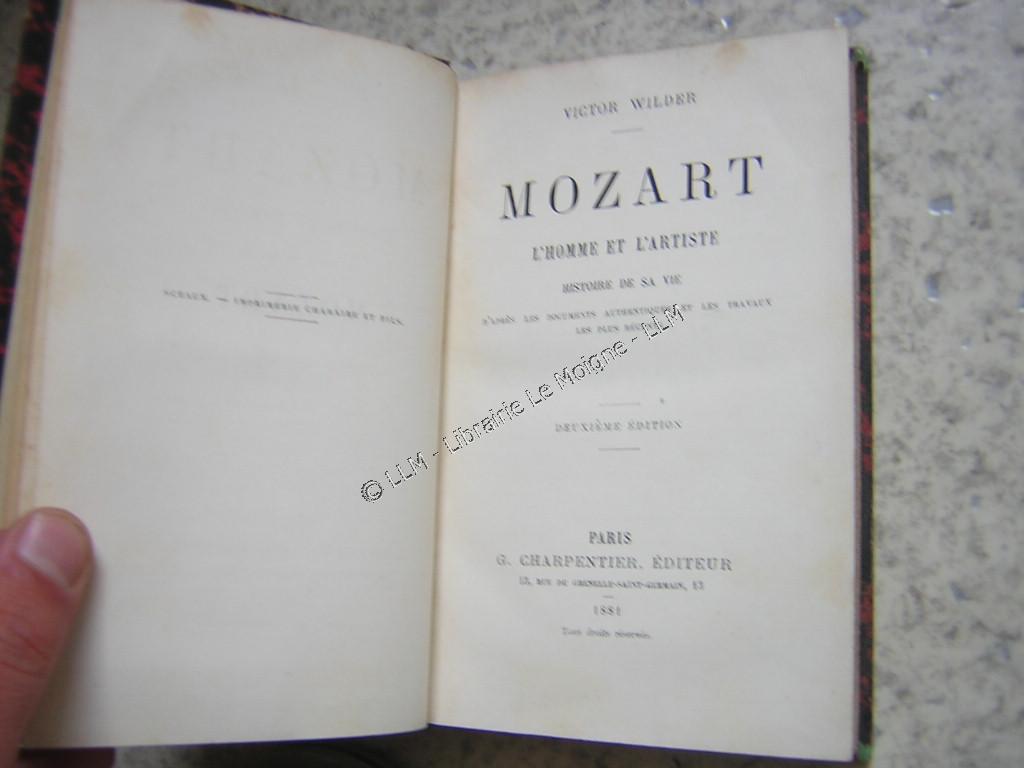 SCEAUX. — IMPRIMERIE CHARAIRE ET FILS.
VICTOR WILDER
MOZART
L'HOMME ET L'ARTISTE
HISTOIRE DE SA VIE
D'APRÈS LES DOCUMENTS AUTHENTIQUES ET LES TRAVAUX
LES PLUS RÉCENTS
DEUXIÈME ÉDITION
PARIS
G. CHARPENTIER, ÉDITEUR
13, RUE DE GRENELLE-SAINT-GERMAIN, 13
1881
Tous droits réservés.
© LLM - Librairie Le Moigne - LLM